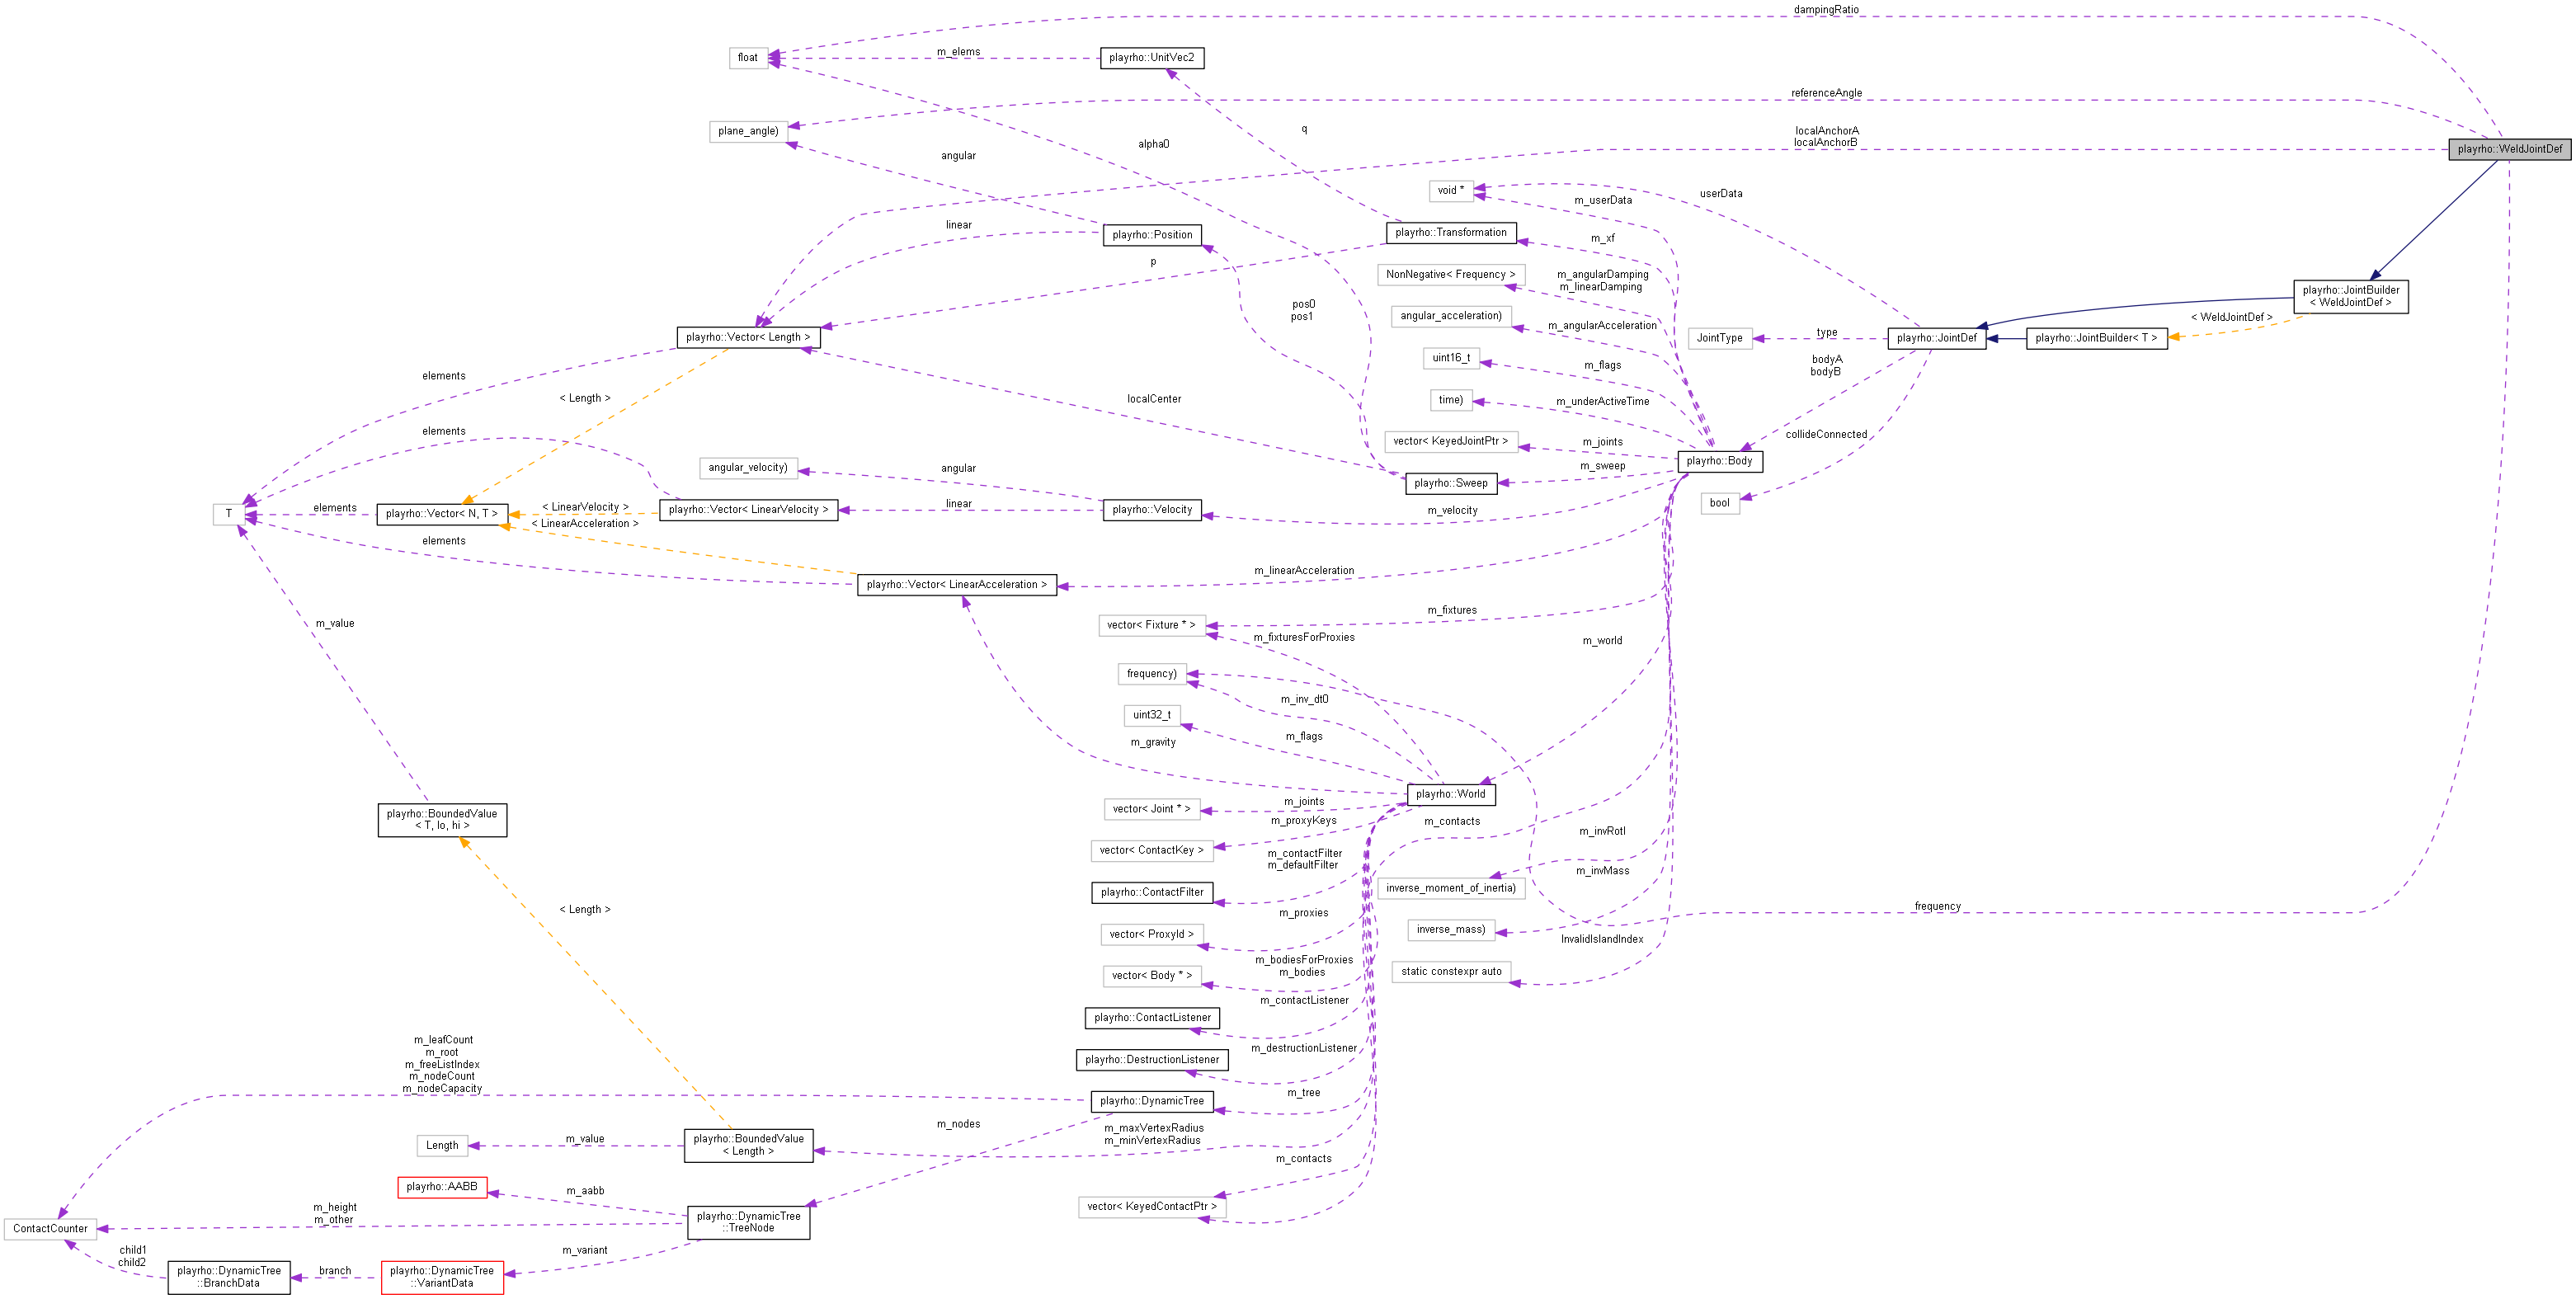 dampingRatio
float
m_elems
playrho::UnitVec2
referenceAngle
plane_angle)
q
localAnchorA
localAnchorB
alpha0
playrho::WeldJointDef
angular
void *
userData
m_userData
linear
playrho::Position
playrho::Transformation
m_xf
p
NonNegative< Frequency >
m_angularDamping
m_linearDamping
pos0
pos1
playrho::JointBuilder
< WeldJointDef >
angular_acceleration)
m_angularAcceleration
< WeldJointDef >
playrho::Vector< Length >
JointType
type
playrho::JointDef
playrho::JointBuilder< T >
uint16_t
m_flags
bodyA
bodyB
elements
< Length >
localCenter
time)
m_underActiveTime
elements
vector< KeyedJointPtr >
m_joints
collideConnected
angular_velocity)
angular
m_sweep
playrho::Body
playrho::Sweep
T
elements
playrho::Vector< N, T >
< LinearVelocity >
playrho::Vector< LinearVelocity >
linear
playrho::Velocity
m_velocity
bool
< LinearAcceleration >
elements
m_linearAcceleration
playrho::Vector< LinearAcceleration >
m_value
vector< Fixture * >
m_fixtures
m_fixturesForProxies
m_world
frequency)
m_inv_dt0
uint32_t
m_flags
m_gravity
playrho::World
vector< Joint * >
m_joints
playrho::BoundedValue
< T, lo, hi >
m_proxyKeys
m_contacts
m_invRotI
vector< ContactKey >
m_contactFilter
m_defaultFilter
m_invMass
playrho::ContactFilter
inverse_moment_of_inertia)
< Length >
m_proxies
frequency
vector< ProxyId >
inverse_mass)
InvalidIslandIndex
m_bodiesForProxies
m_bodies
vector< Body * >
static constexpr auto
m_contactListener
playrho::ContactListener
m_leafCount
m_root
m_freeListIndex
m_nodeCount
m_nodeCapacity
m_destructionListener
playrho::DestructionListener
m_tree
playrho::DynamicTree
m_nodes
m_maxVertexRadius
m_minVertexRadius
Length
m_value
playrho::BoundedValue
< Length >
m_contacts
playrho::AABB
m_aabb
vector< KeyedContactPtr >
ContactCounter
m_height
m_other
playrho::DynamicTree
::TreeNode
child1
child2
m_variant
playrho::DynamicTree
::BranchData
branch
playrho::DynamicTree
::VariantData